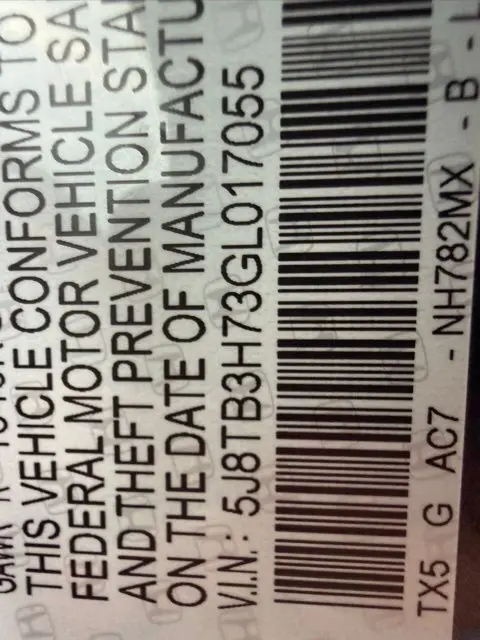 THIS VEHICLE CONFORMS TO
FEDERAL MOTOR VEHICLE SA
AND THEFT PREVENTION STA
ON THE DATE OF MANUFACTU
V.I.N.: 5J8TB3H73GL017055
TX5 G AC7 - NH782MX - B - L